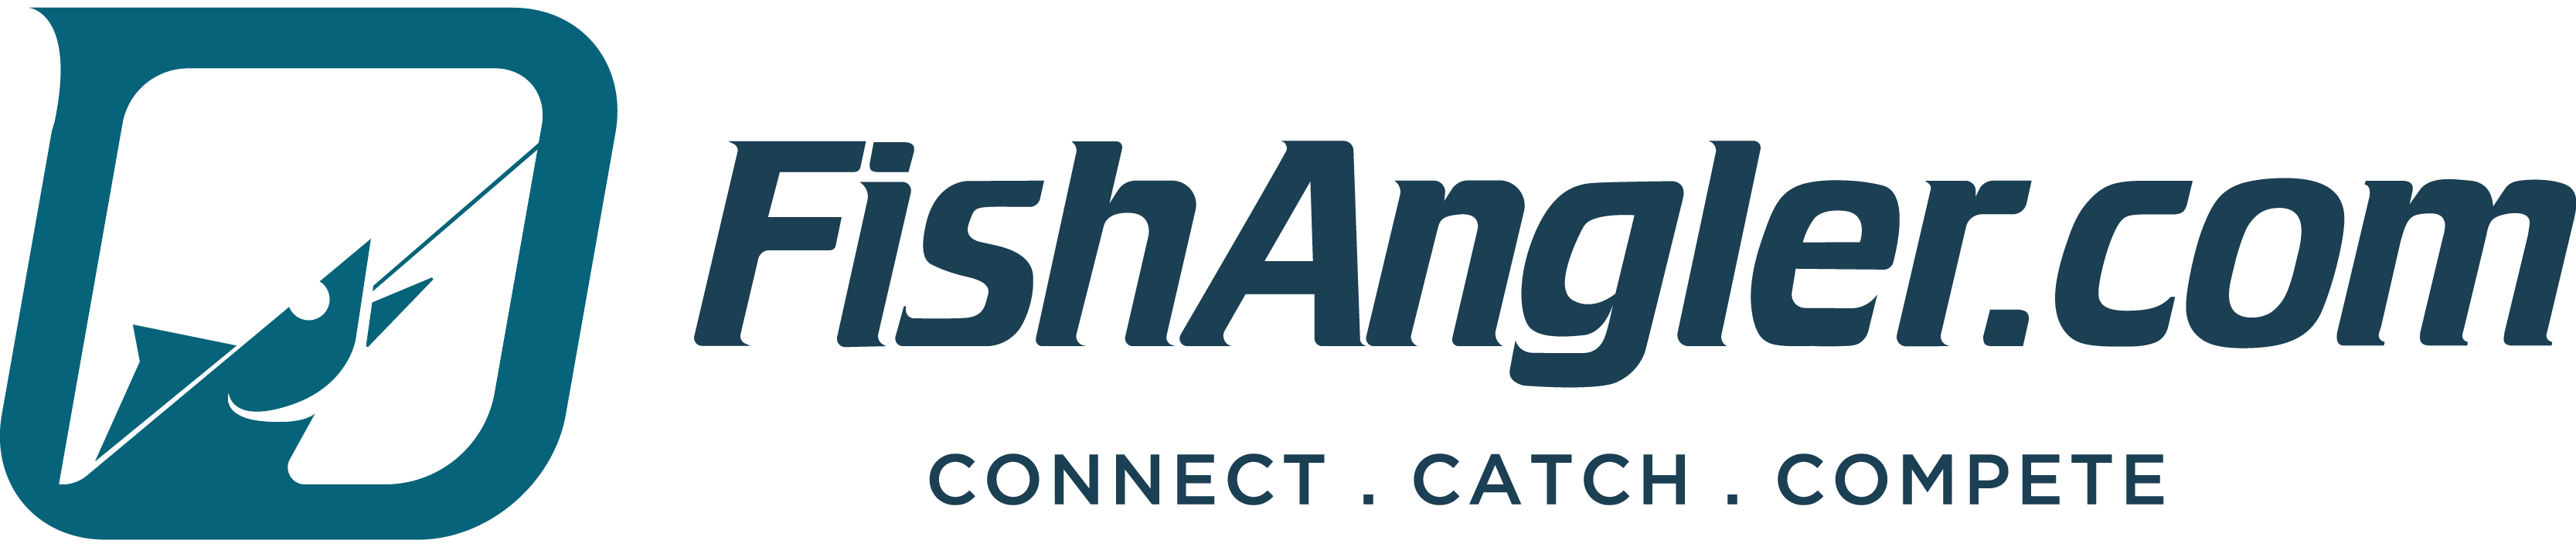 FishAngler.com
CONNECT . CATCH . COMPETE